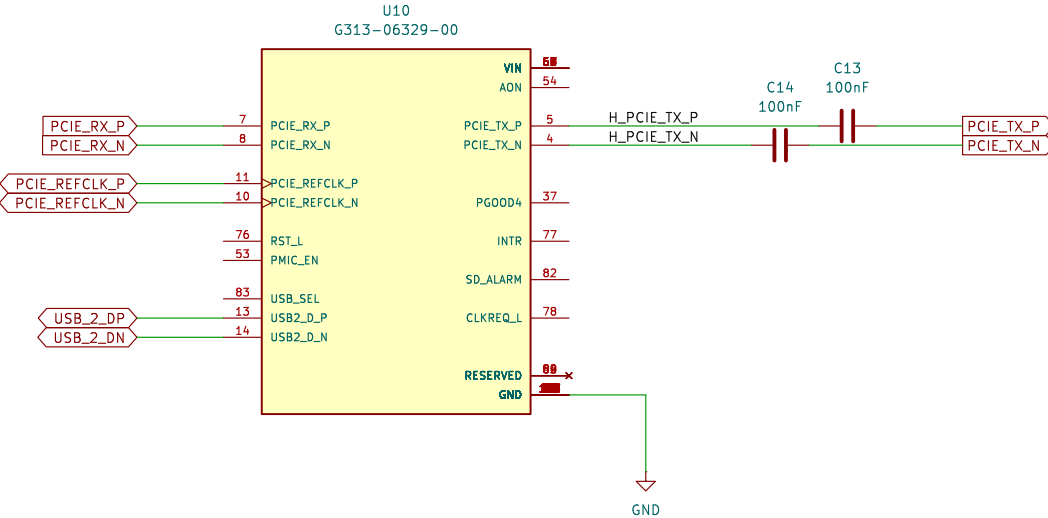 U10
G313-06329-00
C13
100nF
C14
100nF
VIN
AON
54
PCIE_RX_P
7
PCIE_RX_P
PCIE_TX_P
5
H_PCIE_TX_P
PCIE_TX_P
PCIE_RX_N
8
PCIE_RX_N
PCIE_TX_N
4
H_PCIE_TX_N
PCIE_TX_N
PCIE_REFCLK_P
11
PCIE_REFCLK_P
PCIE_REFCLK_N
10
PCIE_REFCLK_N
PGOOD4
37
76
RST_L
INTR
77
53
PMIC_EN
SD_ALARM
82
83
USB_SEL
USB_2_DP
13
USB2_D_P
CLKREQ_L
78
USB_2_DN
14
USB2_D_N
RESERVED
GND
GND